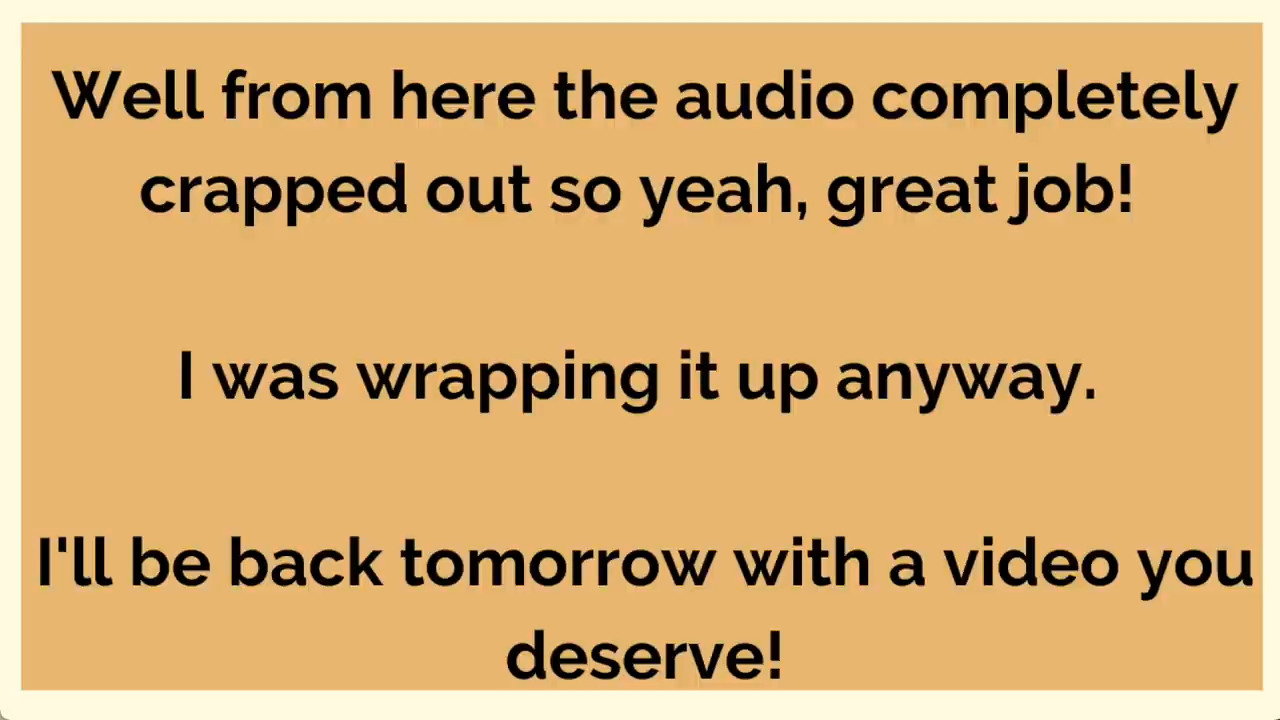 Well from here the audio completely
crapped out so yeah, great job!
I was wrapping it up anyway.
I'll be back tomorrow with a video you
deserve!